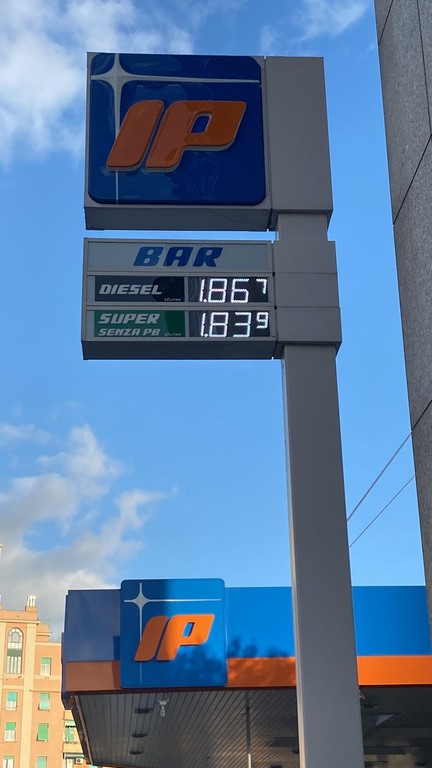 IP
BAR
DIESEL 1.867
SUPER
SENZA PB 1.839
IP